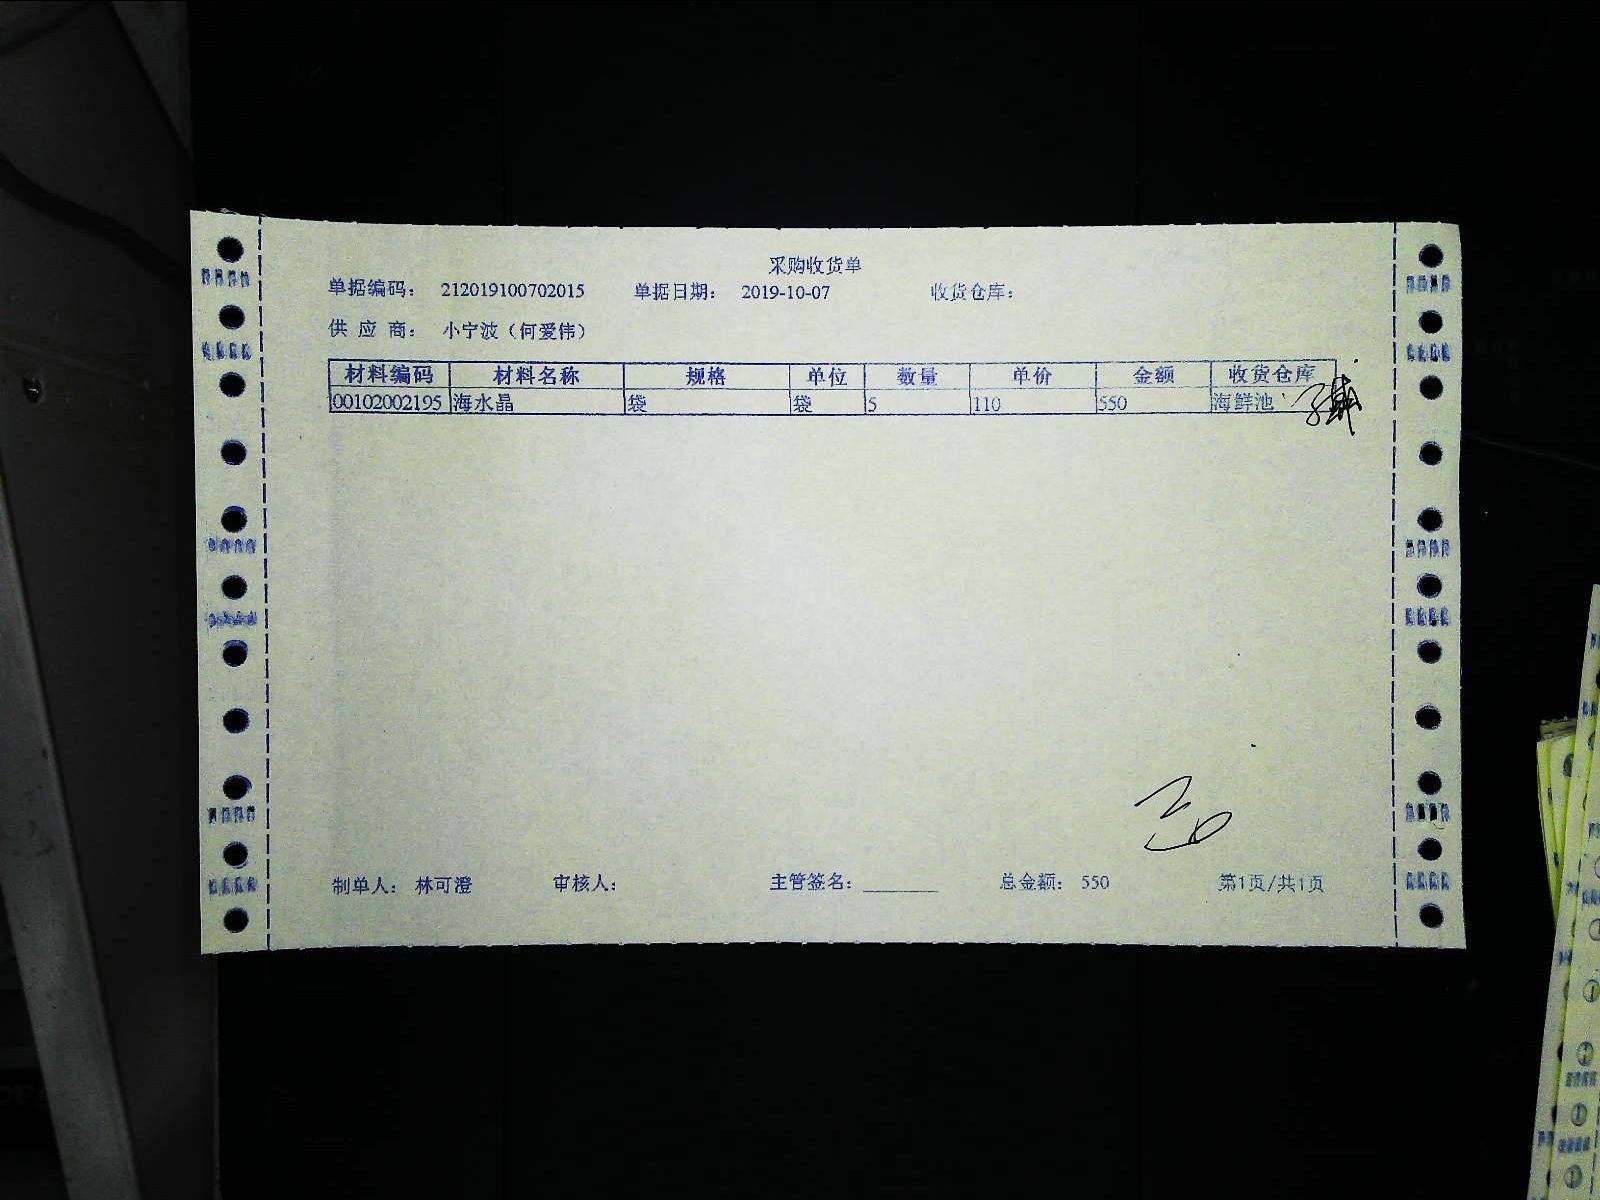 采购收货单
单据编码： 212019100702015 单据日期： 2019-10-07 收货仓库：
供 应 商： 小宁波（何爱伟）
材料编码 材料名称 规格 单位 数量 单价 金额 收货仓库
00102002195 海水晶 袋 袋 5 110 550 海鲜池
制单人： 林可澄 审核人： 主管签名：________ 总金额： 550 第1页/共1页